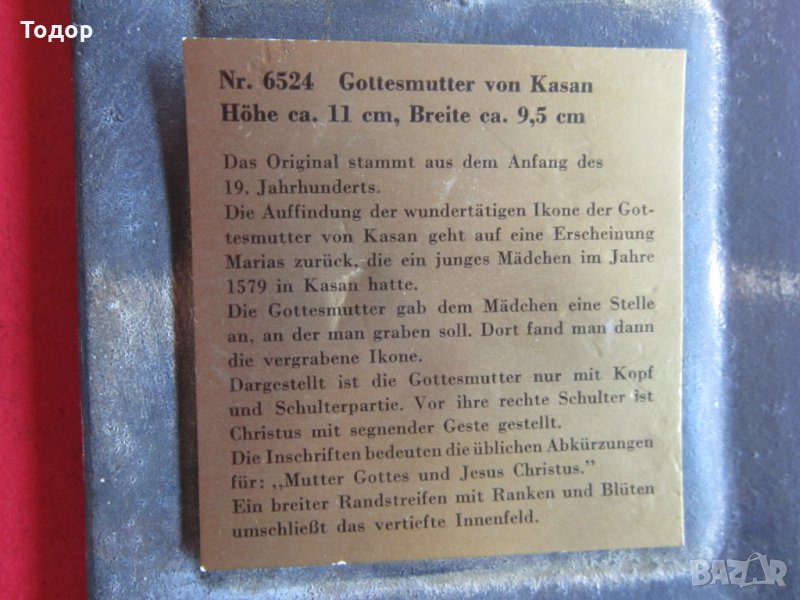 Тодор
Nr. 6524 Gottesmutter von Kasan
Höhe ca. 11 cm, Breite ca. 9,5 cm
Das Original stammt aus dem Anfang des
19. Jahrhunderts.
Die Auffindung der wundertätigen Ikone der Got-
tesmutter von Kasan geht auf eine Erscheinung
Marias zurück, die ein junges Mädchen im Jahre
1579 in Kasan hatte.
Die Gottesmutter gab dem Mädchen eine Stelle
an, an der man graben soll. Dort fand man dann
die vergrabene Ikone.
Dargestellt ist die Gottesmutter nur mit Kopf
und Schulterpartie. Vor ihre rechte Schulter ist
Christus mit segnender Geste gestellt.
Die Inschriften bedeuten die üblichen Abkürzungen
für: „Mutter Gottes und Jesus Christus.”
Ein breiter Randstreifen mit Ranken und Blüten
umschließt das vertiefte Innenfeld.
BAZAR